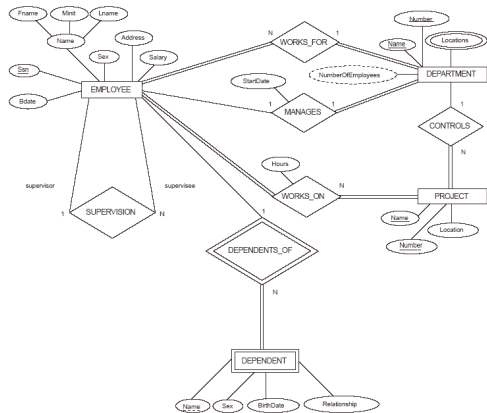 Fname
Minit
Lname
Name
Address
Sex
Salary
Ssn
Bdate
EMPLOYEE
N
WORKS_FOR
1
Number
Name
Locations
NumberOfEmployees
DEPARTMENT
StartDate
1
MANAGES
1
1
CONTROLS
N
supervisor
supervisee
1
SUPERVISION
N
Hours
WORKS_ON
N
PROJECT
Name
Number
Location
1
DEPENDENTS_OF
N
DEPENDENT
Name
Sex
BirthDate
Relationship